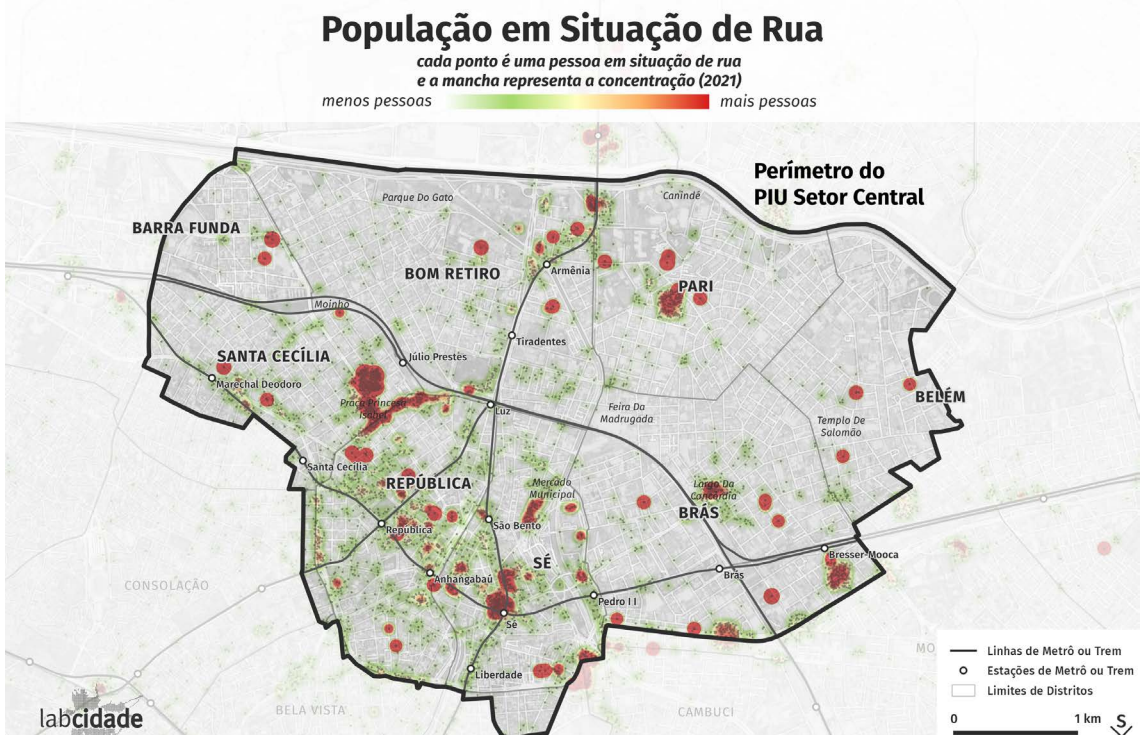 População em Situação de Rua
cada ponto é uma pessoa em situação de rua
e a mancha representa a concentração (2021)
menos pessoas
mais pessoas
Perímetro do
PIU Setor Central
Parque Do Gato
Canindé
BARRA FUNDA
BOM RETIRO
Armênia
PARI
Moinho
Tiradentes
SANTA CECÍLIA
Júlio Prestes
Marechal Deodoro
BELÉM
Praça Princesa
Isabel
Luz
Feira Da
Madrugada
Templo De
Salomão
Santa Cecília
REPÚBLICA
Mercado
Municipal
Largo Da
Concórdia
BRÁS
República
São Bento
SÉ
Bresser-Mooca
Anhangabaú
Brás
CONSOLAÇÃO
Pedro II
Sé
Liberdade
MO
BELA VISTA
CAMBUCI
Linhas de Metrô ou Trem
Estações de Metrô ou Trem
Limites de Distritos
0
1 km
S
labcidade